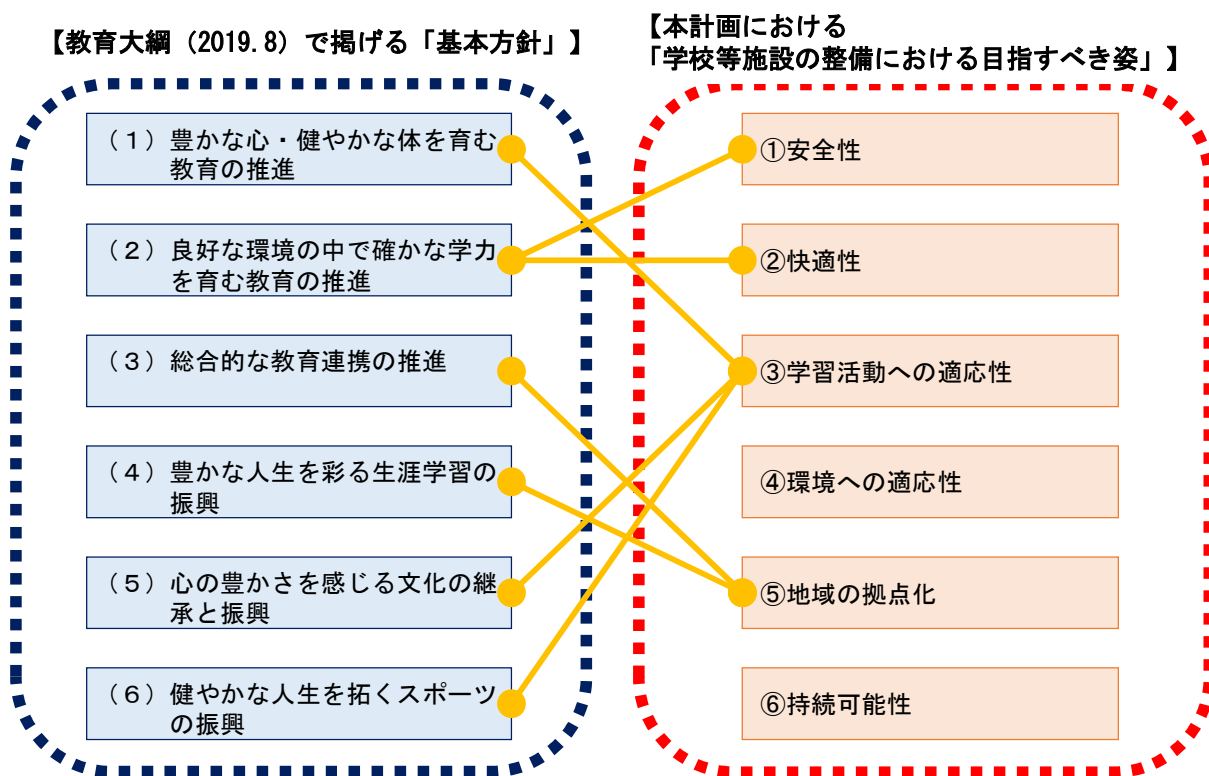 【教育大綱（2019.8）で掲げる「基本方針」】
（１）豊かな心・健やかな体を育む
教育の推進
（２）良好な環境の中で確かな学力
を育む教育の推進
（３）総合的な教育連携の推進
（４）豊かな人生を彩る生涯学習の
振興
（５）心の豊かさを感じる文化の継
承と振興
（６）健やかな人生を拓くスポーツ
の振興
【本計画における
「学校等施設の整備における目指すべき姿」】
①安全性
②快適性
③学習活動への適応性
④環境への適応性
⑤地域の拠点化
⑥持続可能性